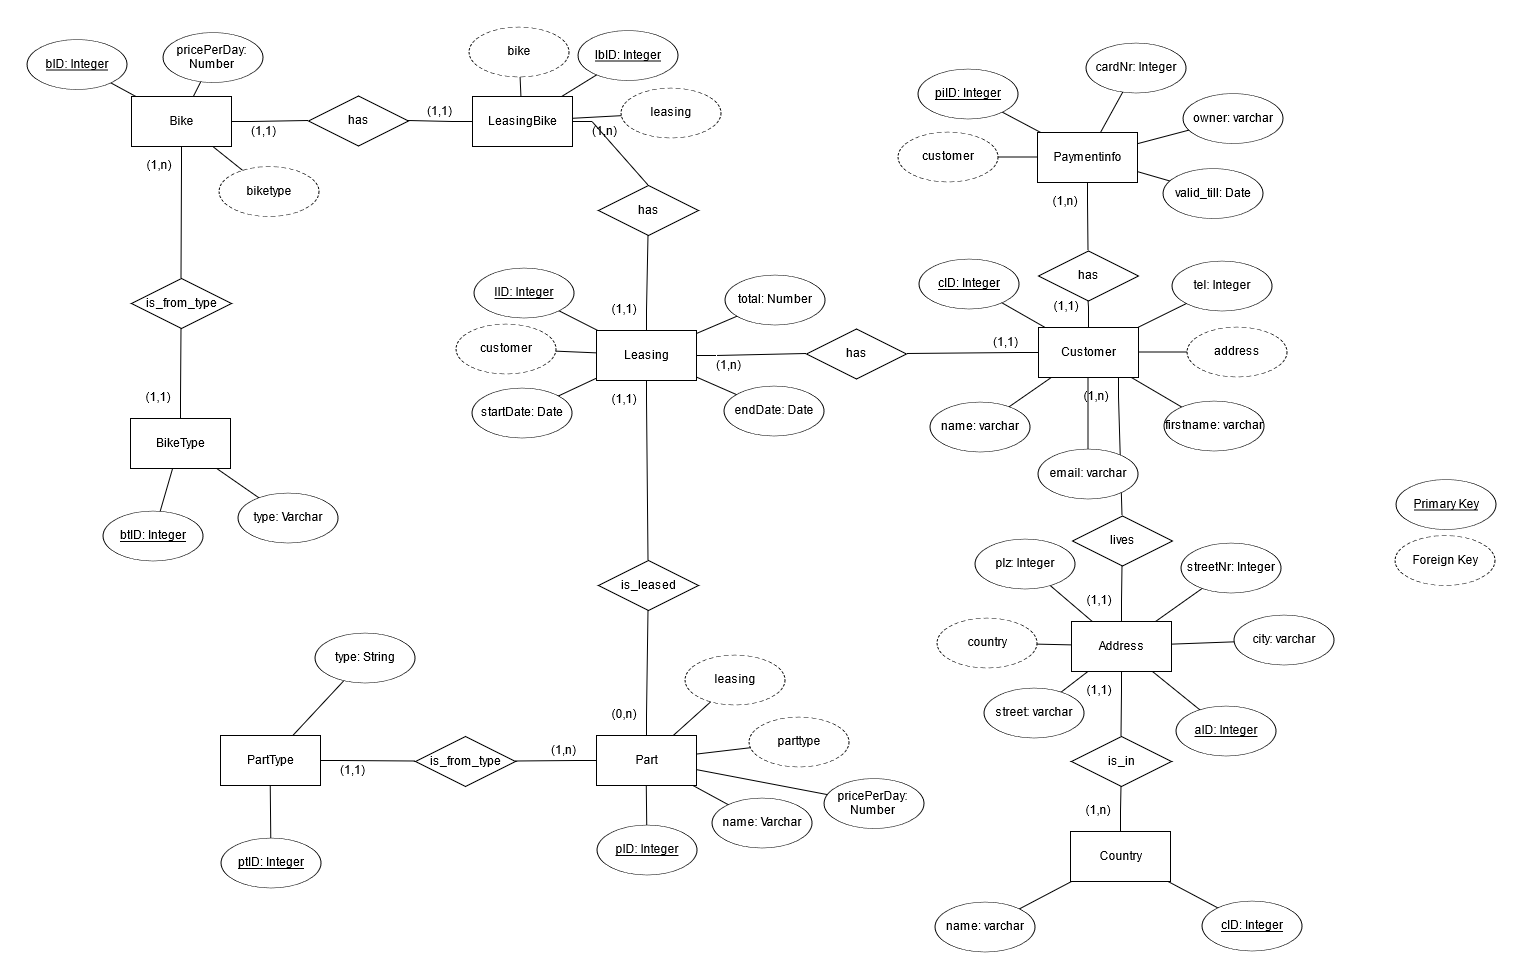 bike
bID: Integer
pricePerDay:
Number
lbID: Integer
cardNr: Integer
piID: Integer
leasing
owner: varchar
Bike
has
LeasingBike
(1,1)
(1,1)
(1,n)
customer
Paymentinfo
(1,n)
biketype
valid_till: Date
(1,n)
has
has
cID: Integer
tel: Integer
lID: Integer
total: Number
is_from_type
(1,1)
(1,1)
customer
Leasing
has
(1,1)
Customer
address
(1,n)
(1,1)
(1,1)
(1,n)
startDate: Date
endDate: Date
name: varchar
firstname: varchar
BikeType
email: varchar
btID: Integer
type: Varchar
Primary Key
lives
Foreign Key
plz: Integer
streetNr: Integer
is_leased
(1,1)
country
Address
city: varchar
type: String
leasing
(1,1)
street: varchar
aID: Integer
(0,n)
parttype
PartType
(1,1)
is_from_type
(1,n)
Part
is_in
pricePerDay:
Number
name: Varchar
(1,n)
ptID: Integer
pID: Integer
Country
name: varchar
cID: Integer